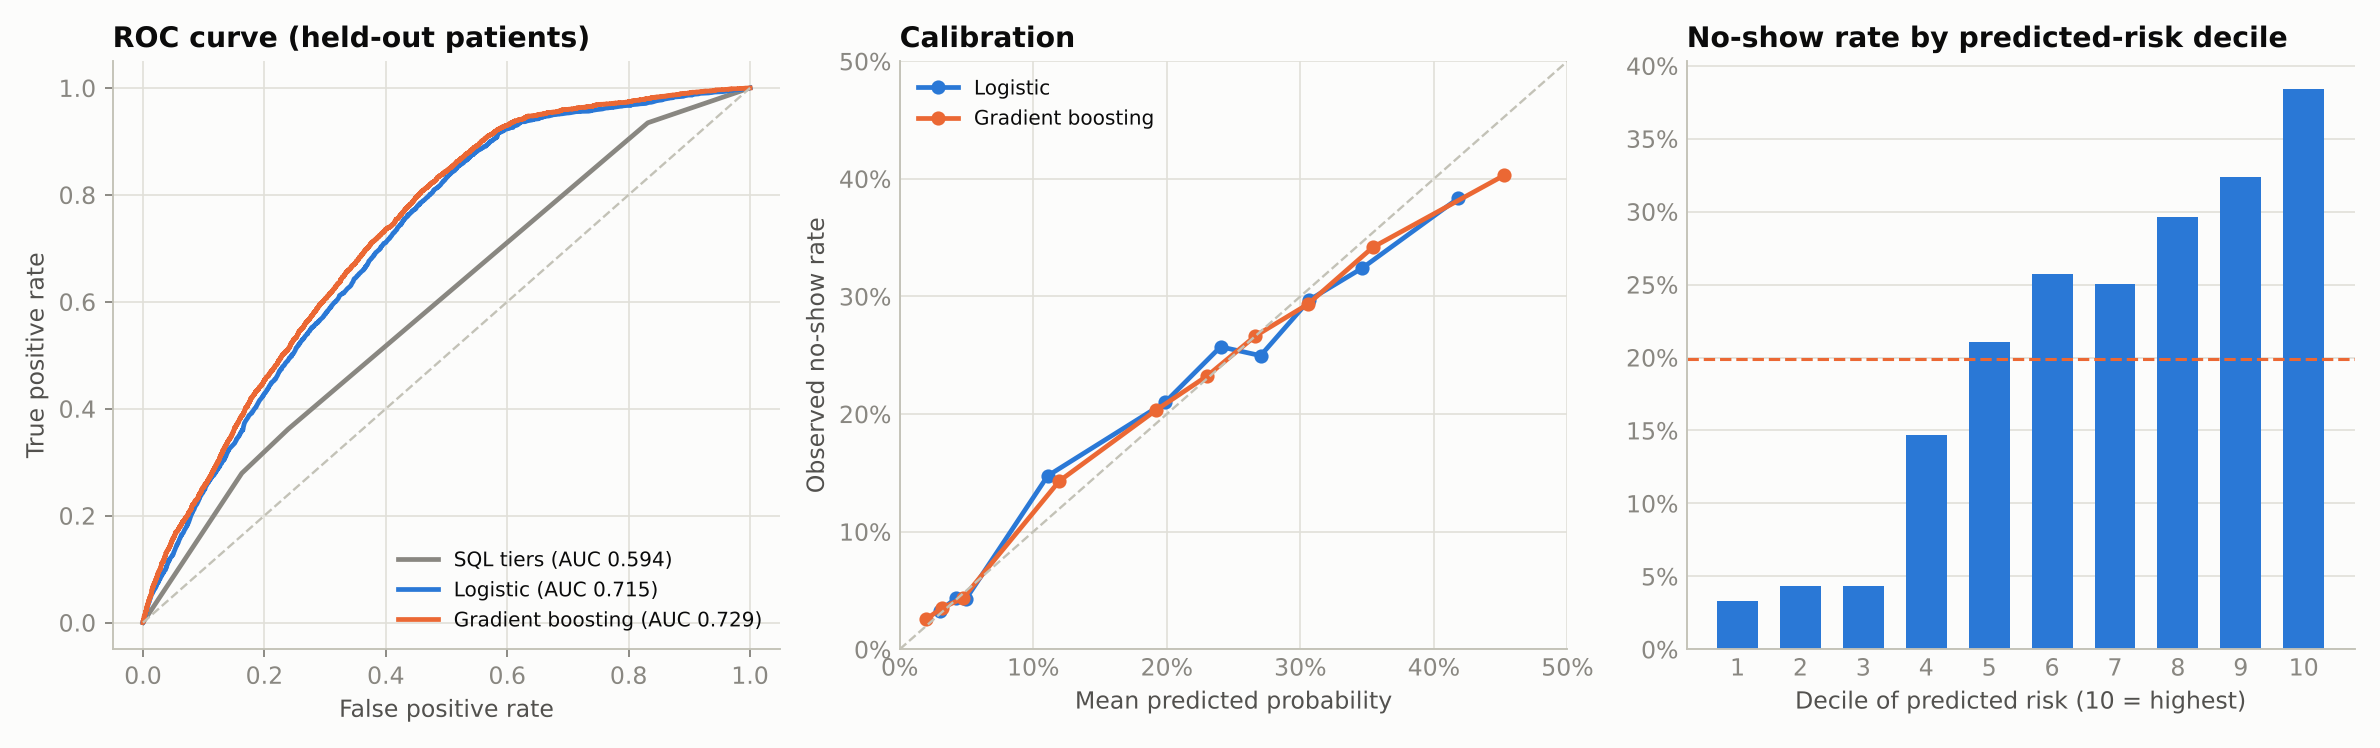 ROC curve (held-out patients)
1.0
0.8
0.6
0.4
0.2
0.0
True positive rate
SQL tiers (AUC 0.594)
Logistic (AUC 0.715)
Gradient boosting (AUC 0.729)
0.0 0.2 0.4 0.6 0.8 1.0
False positive rate
Calibration
50%
40%
30%
20%
10%
0%
Observed no-show rate
Logistic
Gradient boosting
0% 10% 20% 30% 40% 50%
Mean predicted probability
No-show rate by predicted-risk decile
40%
35%
30%
25%
20%
15%
10%
5%
0%
1 2 3 4 5 6 7 8 9 10
Decile of predicted risk (10 = highest)